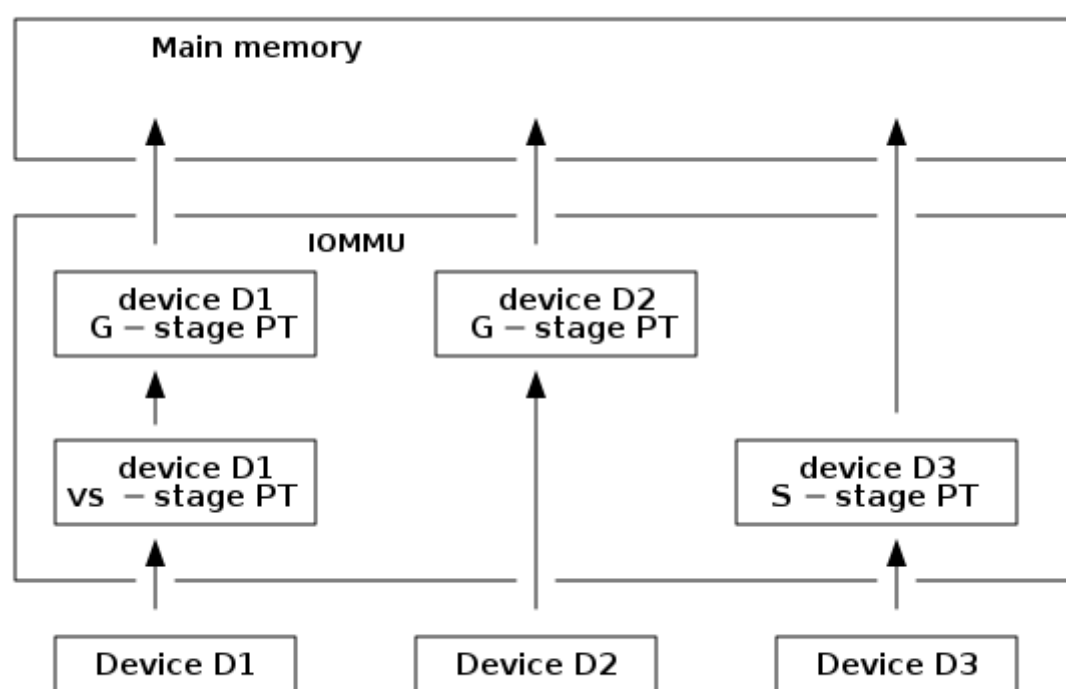 Main memory
IOMMU
device D1
G − stage PT
device D2
G − stage PT
device D1
VS − stage PT
device D3
S − stage PT
Device D1
Device D2
Device D3